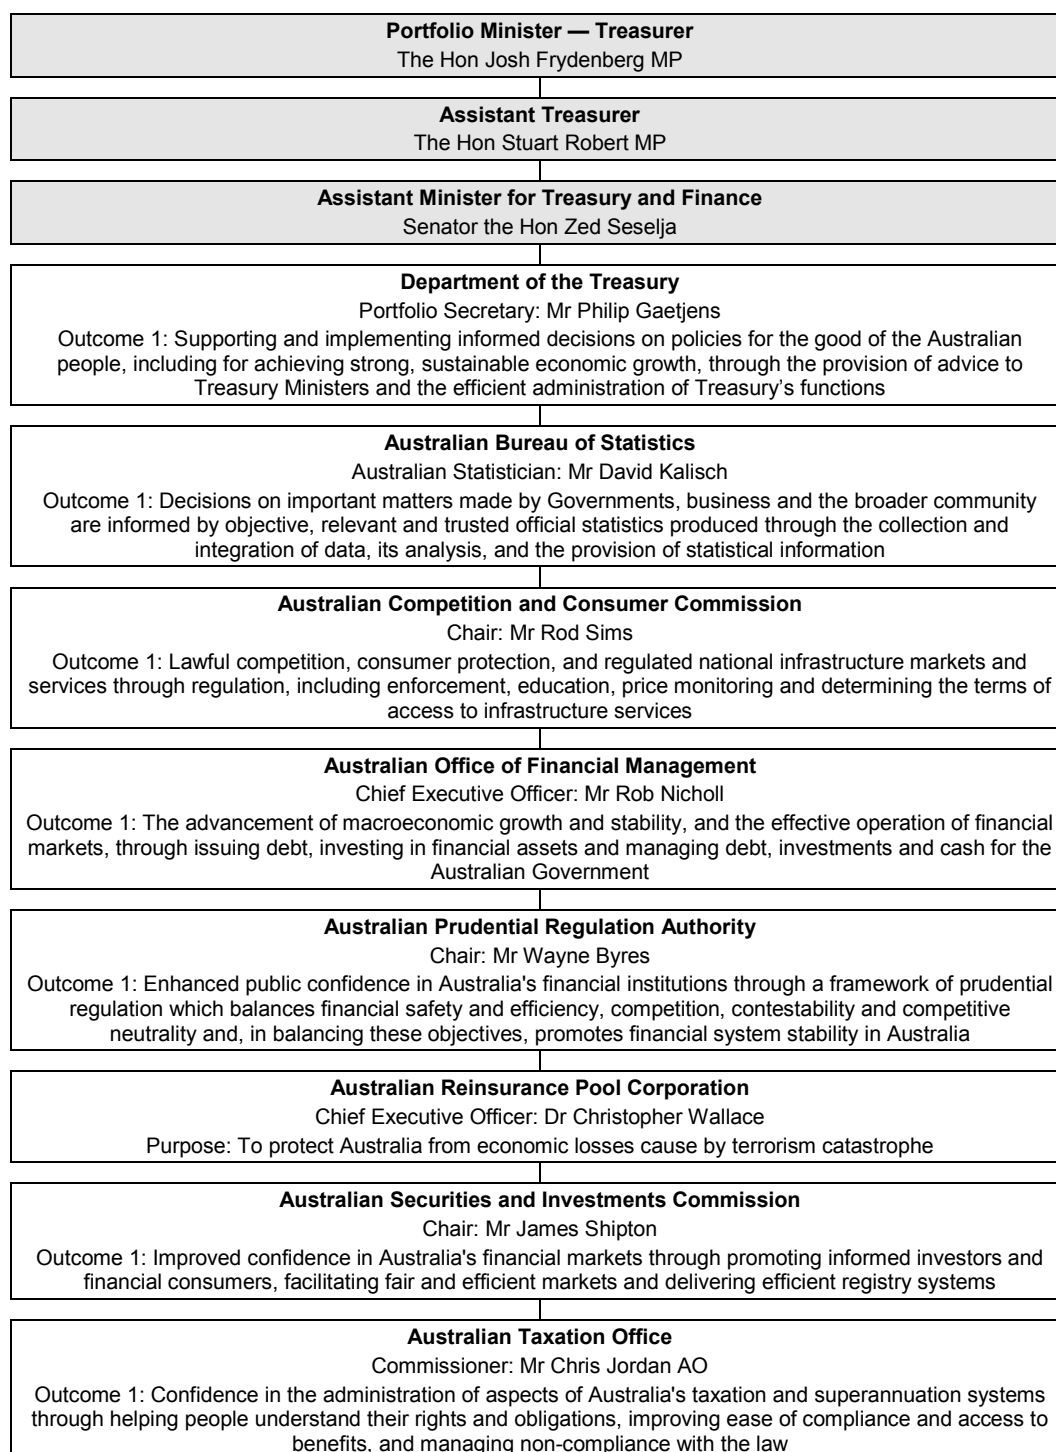 Portfolio Minister — Treasurer
The Hon Josh Frydenberg MP
Assistant Treasurer
The Hon Stuart Robert MP
Assistant Minister for Treasury and Finance
Senator the Hon Zed Seselja
Department of the Treasury
Portfolio Secretary: Mr Philip Gaetjens
Outcome 1: Supporting and implementing informed decisions on policies for the good of the Australian
people, including for achieving strong, sustainable economic growth, through the provision of advice to
Treasury Ministers and the efficient administration of Treasury’s functions
Australian Bureau of Statistics
Australian Statistician: Mr David Kalisch
Outcome 1: Decisions on important matters made by Governments, business and the broader community
are informed by objective, relevant and trusted official statistics produced through the collection and
integration of data, its analysis, and the provision of statistical information
Australian Competition and Consumer Commission
Chair: Mr Rod Sims
Outcome 1: Lawful competition, consumer protection, and regulated national infrastructure markets and
services through regulation, including enforcement, education, price monitoring and determining the terms of
access to infrastructure services
Australian Office of Financial Management
Chief Executive Officer: Mr Rob Nicholl
Outcome 1: The advancement of macroeconomic growth and stability, and the effective operation of financial
markets, through issuing debt, investing in financial assets and managing debt, investments and cash for the
Australian Government
Australian Prudential Regulation Authority
Chair: Mr Wayne Byres
Outcome 1: Enhanced public confidence in Australia's financial institutions through a framework of prudential
regulation which balances financial safety and efficiency, competition, contestability and competitive
neutrality and, in balancing these objectives, promotes financial system stability in Australia
Australian Reinsurance Pool Corporation
Chief Executive Officer: Dr Christopher Wallace
Purpose: To protect Australia from economic losses cause by terrorism catastrophe
Australian Securities and Investments Commission
Chair: Mr James Shipton
Outcome 1: Improved confidence in Australia's financial markets through promoting informed investors and
financial consumers, facilitating fair and efficient markets and delivering efficient registry systems
Australian Taxation Office
Commissioner: Mr Chris Jordan AO
Outcome 1: Confidence in the administration of aspects of Australia's taxation and superannuation systems
through helping people understand their rights and obligations, improving ease of compliance and access to
benefits, and managing non-compliance with the law